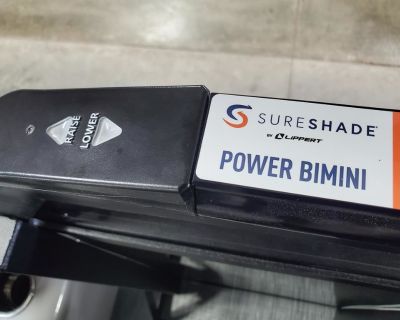 RAISE
LOWER
SURESHADE®
BY LIPPERT
POWER BIMINI